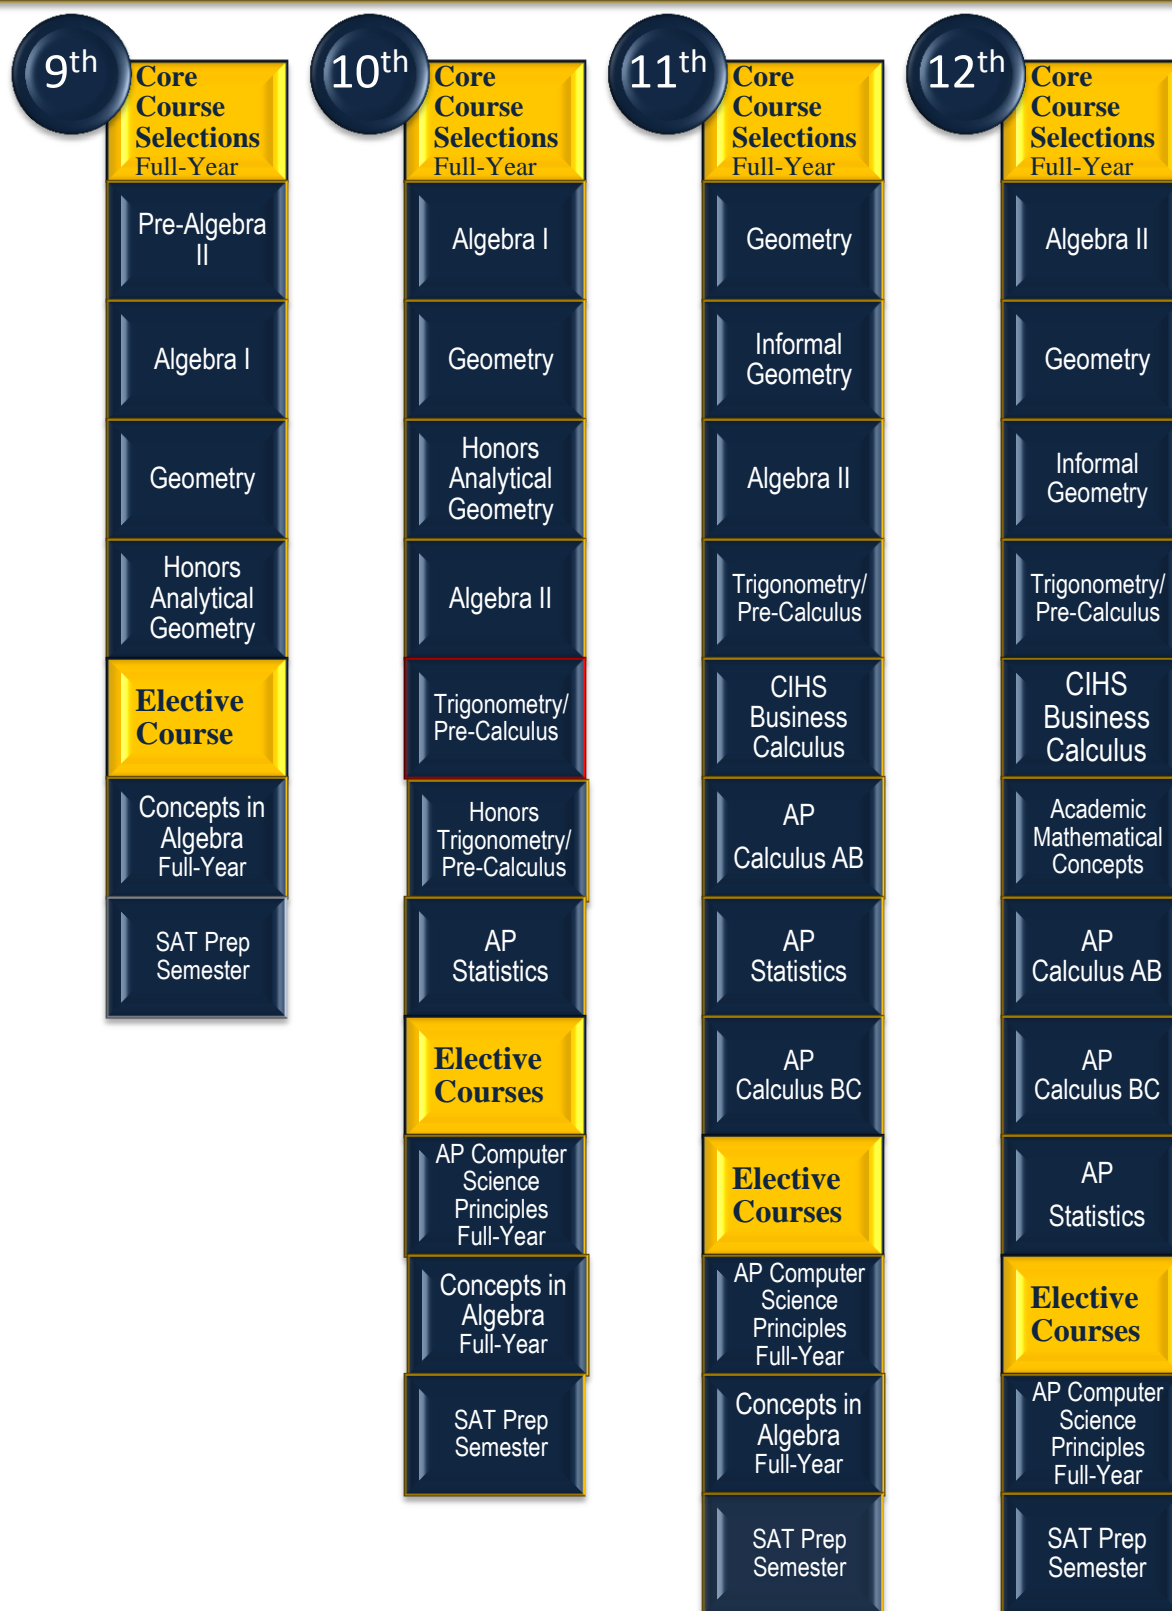 9th
Core
Course
Selections
Full-Year
Pre-Algebra
II
Algebra I
Geometry
Honors
Analytical
Geometry
Elective
Course
Concepts in
Algebra
Full-Year
SAT Prep
Semester
10th
Core
Course
Selections
Full-Year
Algebra I
Geometry
Honors
Analytical
Geometry
Algebra II
Trigonometry/
Pre-Calculus
Honors
Trigonometry/
Pre-Calculus
AP
Statistics
Elective
Courses
AP Computer
Science
Principles
Full-Year
Concepts in
Algebra
Full-Year
SAT Prep
Semester
11th
Core
Course
Selections
Full-Year
Geometry
Informal
Geometry
Algebra II
Trigonometry/
Pre-Calculus
CIHS
Business
Calculus
AP
Calculus AB
AP
Statistics
AP
Calculus BC
Elective
Courses
AP Computer
Science
Principles
Full-Year
Concepts in
Algebra
Full-Year
SAT Prep
Semester
12th
Core
Course
Selections
Full-Year
Algebra II
Geometry
Informal
Geometry
Trigonometry/
Pre-Calculus
CIHS
Business
Calculus
Academic
Mathematical
Concepts
AP
Calculus AB
AP
Calculus BC
AP
Statistics
Elective
Courses
AP Computer
Science
Principles
Full-Year
SAT Prep
Semester